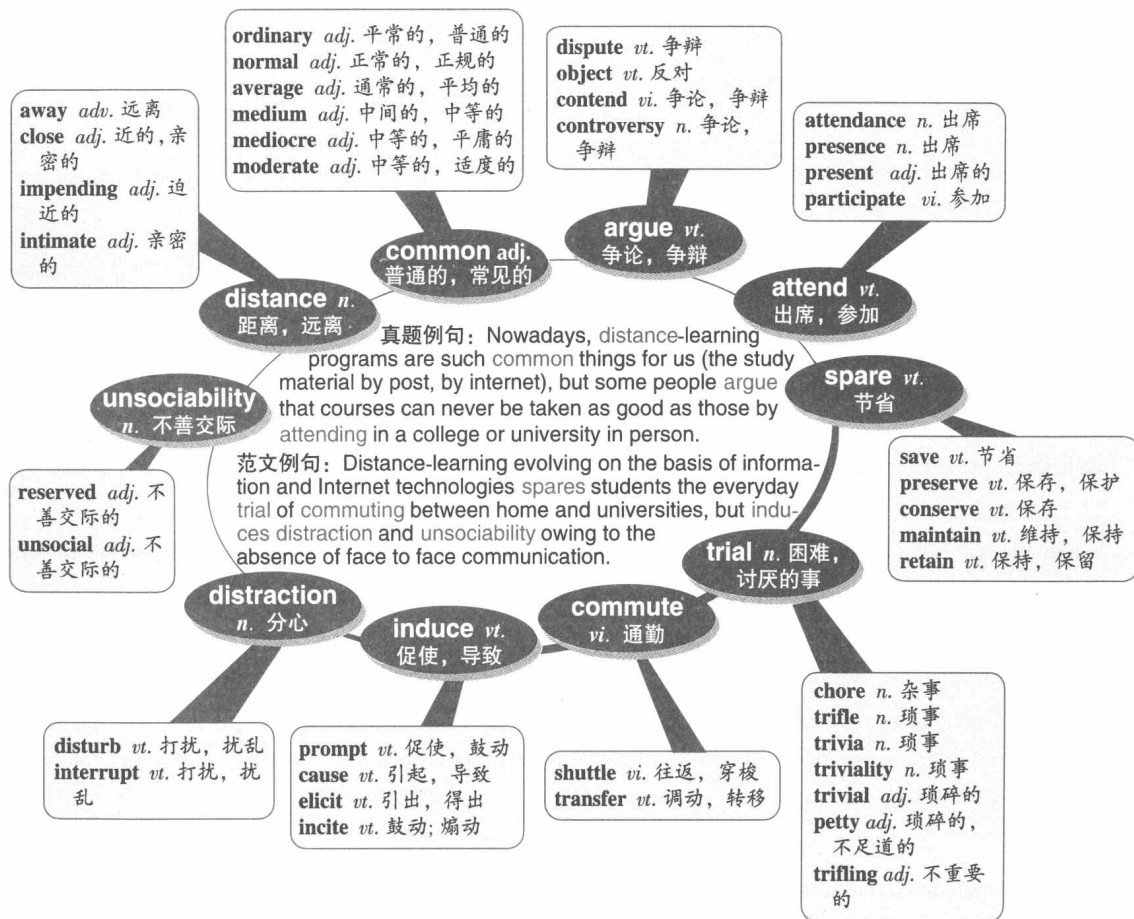 ordinary adj. 平常的，普通的
normal adj. 正常的，正规的
average adj. 通常的，平均的
medium adj. 中间的，中等的
mediocre adj. 中等的，平庸的
moderate adj. 中等的，适度的
dispute vt. 争辩
object vt. 反对
contend vi. 争论，争辩
controversy n. 争论，
争辩
away adv. 远离
close adj. 近的，亲
密的
impending adj. 迫
近的
intimate adj. 亲密
的
attendance n. 出席
presence n. 出席
present adj. 出席的
participate vi. 参加
common adj.
普通的，常见的
argue vt.
争论，争辩
distance n.
距离，远离
attend vt.
出席，参加
真题例句：Nowadays, distance-learning
programs are such common things for us (the study
material by post, by internet), but some people argue
that courses can never be taken as good as those by
attending in a college or university in person.
unsociability
n. 不善交际
spare vt.
节省
范文例句：Distance-learning evolving on the basis of informa-
tion and Internet technologies spares students the everyday
trial of commuting between home and universities, but indu-
ces distraction and unsociability owing to the
absence of face to face communication.
reserved adj. 不
善交际的
unsocial adj. 不
善交际的
save vt. 节省
preserve vt. 保存，保护
conserve vt. 保存
maintain vt. 维持，保持
retain vt. 保持，保留
trial n. 困难，
讨厌的事
distraction
n. 分心
induce vt.
促使，导致
commute
vi. 通勤
disturb vt. 打扰，扰乱
interrupt vt. 打扰，扰
乱
prompt vt. 促使，鼓动
cause vt. 引起，导致
elicit vt. 引出，得出
incite vt. 鼓动; 煽动
shuttle vi. 往返，穿梭
transfer vt. 调动，转移
chore n. 杂事
trifle n. 琐事
trivia n. 琐事
triviality n. 琐事
trivial adj. 琐碎的
petty adj. 琐碎的，
不足道的
trifling adj. 不重要
的